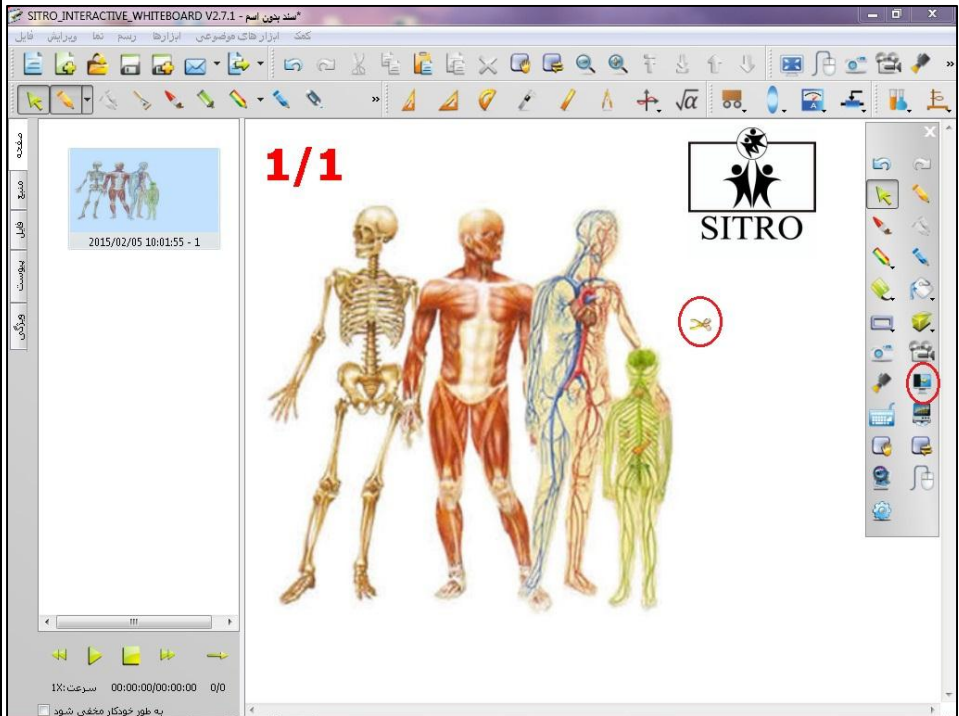 *سند بدون اسم - SITRO_INTERACTIVE_WHITEBOARD V2.7.1
فایل ویرایش نما رسم ابزارها ابزار های موضوعی کمک
صفحه
منبع
فایل
پیوست
ویژگی
2015/02/05 10:01:55 - 1
1/1
SITRO
سرعت:1X 00:00:00/00:00:00 0/0
به طور خودکار مخفی شود